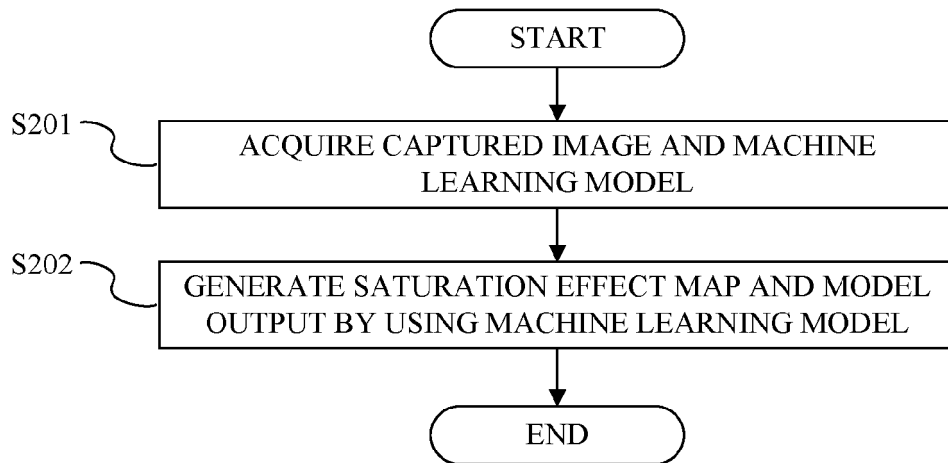 START
S201
ACQUIRE CAPTURED IMAGE AND MACHINE
LEARNING MODEL
S202
GENERATE SATURATION EFFECT MAP AND MODEL
OUTPUT BY USING MACHINE LEARNING MODEL
END